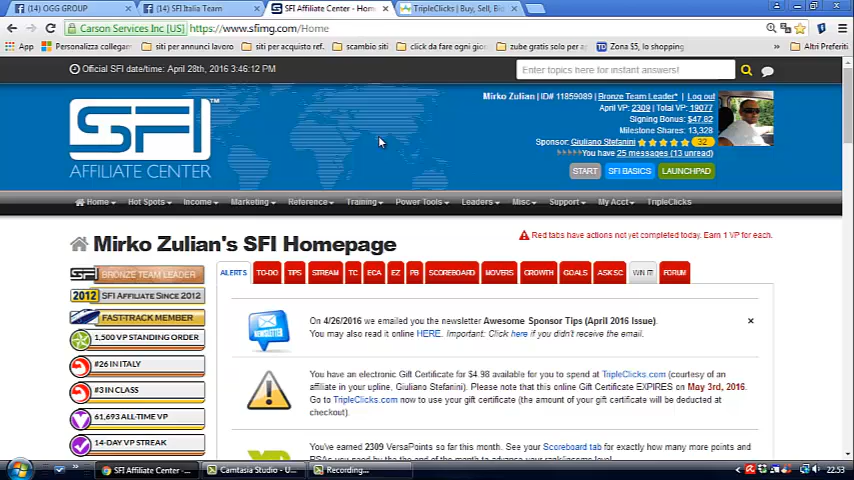 (14) OGG GROUP
(14) SFI Italia Team
SFI Affiliate Center - Home
TripleClicks | Buy, Sell, Bid
Carson Services Inc [US]
https://www.sfimg.com/Home
App
Personalizza collegam
siti per annunci lavoro
siti per acquisto ref.
scambio siti
click da fare ogni gior
zube gratis solo per a
Zona $5, lo shopping
Altri Preferiti
Official SFI date/time: April 28th, 2016 3:46:12 PM
Enter topics here for instant answers!
SFI
AFFILIATE CENTER
TM
Mirko Zulian | ID# 11859089 | Bronze Team Leader* | Log out
April VP: 2309 | Total VP: 19077
Signing Bonus: $47.82
Milestone Shares: 13,328
Sponsor: Giuliano Stefanini 32
>>>>>You have 25 messages (13 unread)
START SFI BASICS LAUNCHPAD
Home Hot Spots Income Marketing Reference Training Power Tools Leaders Misc Support My Acct TripleClicks
Mirko Zulian's SFI Homepage
Red tabs have actions not yet completed today. Earn 1 VP for each.
ALERTS TO-DO TIPS STREAM TC ECA EZ PB SCOREBOARD MOVERS GROWTH GOALS ASK SC WIN IT! FORUM
SFI BRONZE TEAM LEADER
2012 SFI AFFILIATE SINCE 2012
FAST-TRACK MEMBER
1,500 VP STANDING ORDER
#26 IN ITALY
#3 IN CLASS
61,693 ALL-TIME VP
14-DAY VP STREAK
NEWSLETTER
On 4/26/2016 we emailed you the newsletter Awesome Sponsor Tips (April 2016 Issue).
You may also read it online HERE. Important: Click here if you didn't receive the email.
You have an electronic Gift Certificate for $4.98 available for you to spend at TripleClicks.com (courtesy of an
affiliate in your upline, Giuliano Stefanini). Please note that this online Gift Certificate EXPIRES on May 3rd, 2016.
Go to TripleClicks.com now to use your gift certificate (the amount of your gift certificate will be deducted at
checkout).
You've earned 2309 VersaPoints so far this month. See your Scoreboard tab for exactly how many points and
SFI Affiliate Center -...
Camtasia Studio - U...
Recording...
22.53